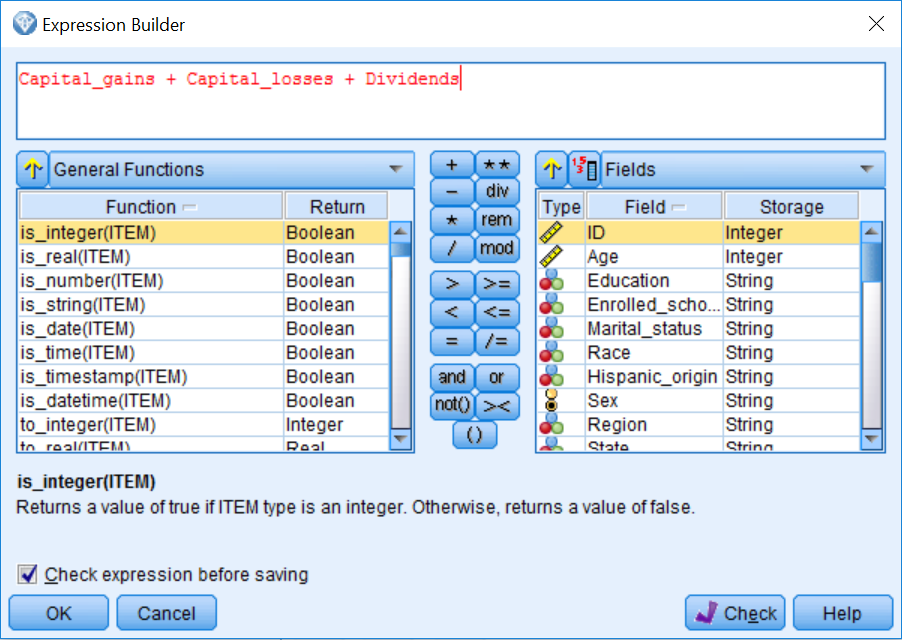 Expression Builder
Capital_gains + Capital_losses + Dividends
General Functions
Function Return
is_integer(ITEM) Boolean
is_real(ITEM) Boolean
is_number(ITEM) Boolean
is_string(ITEM) Boolean
is_date(ITEM) Boolean
is_time(ITEM) Boolean
is_timestamp(ITEM) Boolean
is_datetime(ITEM) Boolean
to_integer(ITEM) Integer
to_real(ITEM) Real
+ **
− div
* rem
/ mod
> >=
< <=
= /=
and or
not() ><
()
Fields
Type Field Storage
ID Integer
Age Integer
Education String
Enrolled_scho... String
Marital_status String
Race String
Hispanic_origin String
Sex String
Region String
State String
is_integer(ITEM)
Returns a value of true if ITEM type is an integer. Otherwise, returns a value of false.
Check expression before saving
OK Cancel Check Help